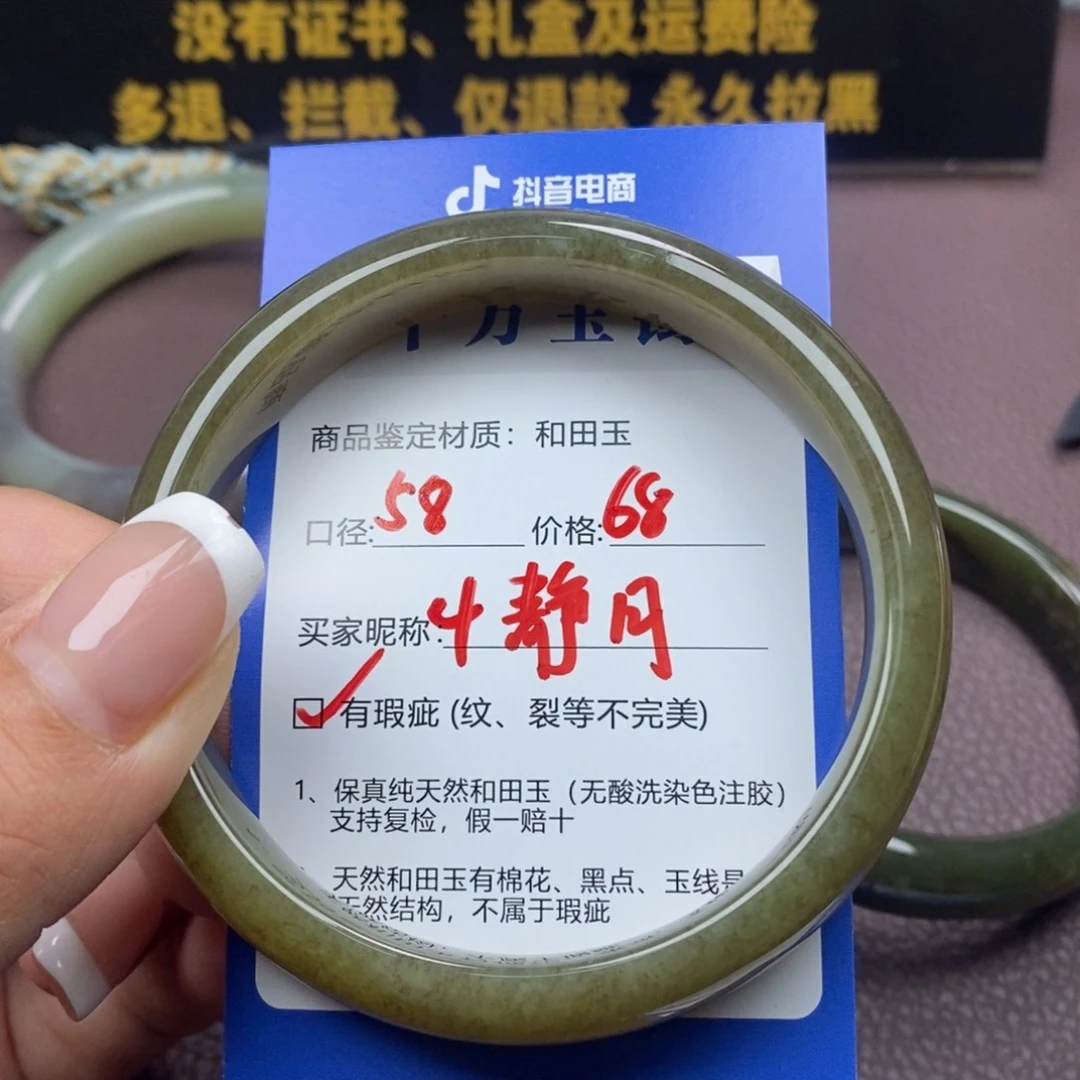 没有证书、礼盒及运费险
多退、拦截、仅退款 永久拉黑
抖音电商
商品鉴定材质：和田玉
口径:58 价格:68
买家昵称:4静月
有瑕疵 (纹、裂等不完美)
1、保真纯天然和田玉（无酸洗染色注胶）
支持复检，假一赔十
天然和田玉有棉花、黑点、玉线是
天然结构，不属于瑕疵